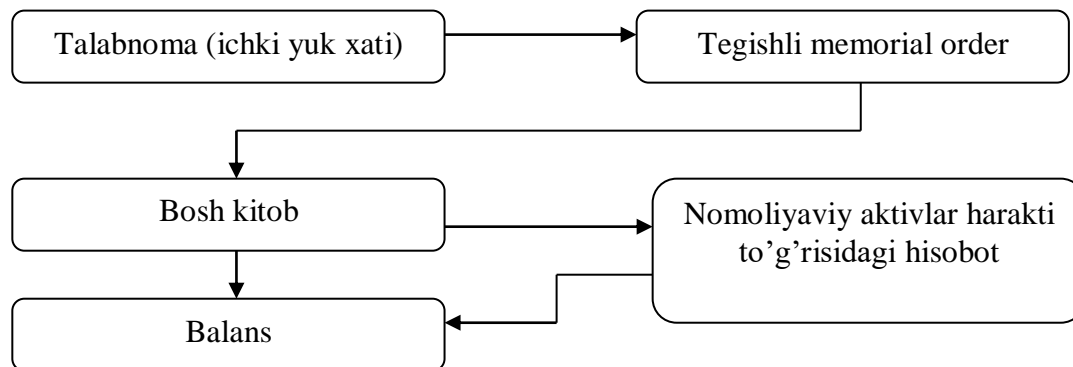 Talabnoma (ichki yuk xati)
Tegishli memorial order
Bosh kitob
Nomoliyaviy aktivlar harakti
to’g’risidagi hisobot
Balans